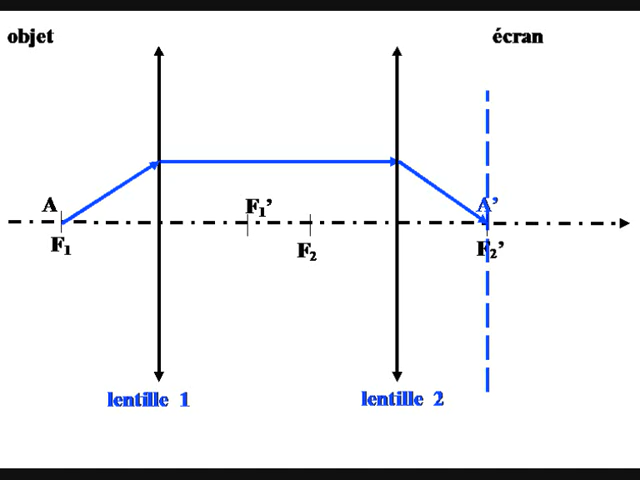 objet
écran
A
F₁’
A’
F₁
F₂
F₂’
lentille 1
lentille 2